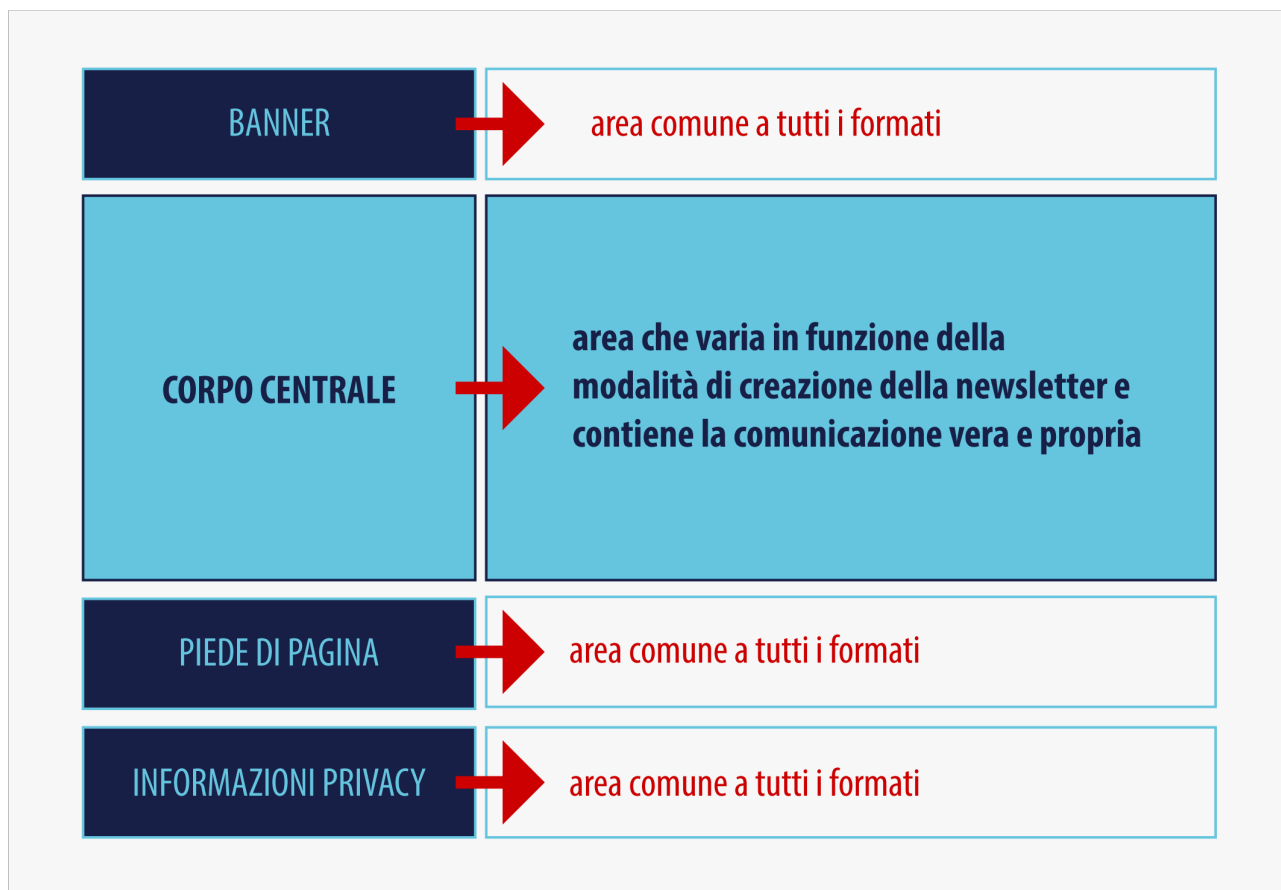 BANNER
area comune a tutti i formati
CORPO CENTRALE
area che varia in funzione della
modalità di creazione della newsletter e
contiene la comunicazione vera e propria
PIEDE DI PAGINA
area comune a tutti i formati
INFORMAZIONI PRIVACY
area comune a tutti i formati